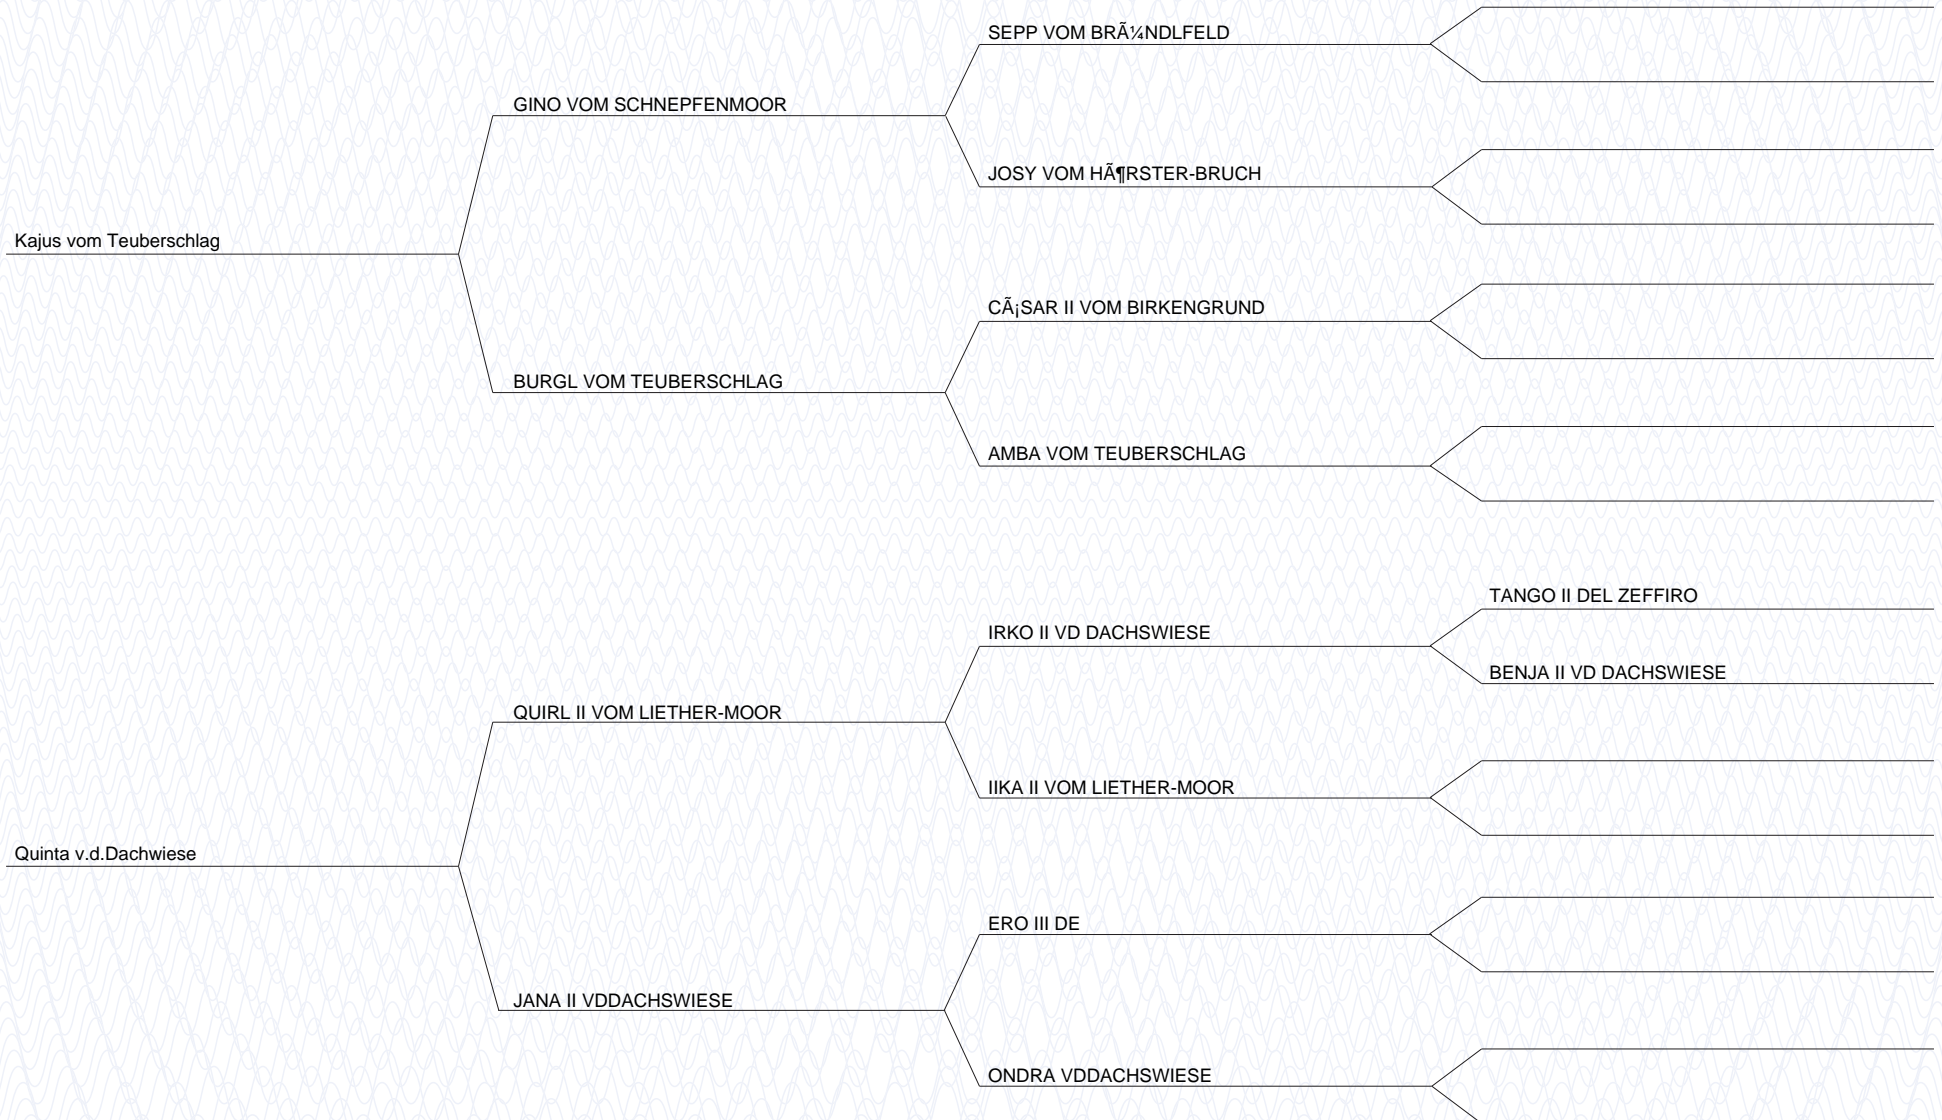 SEPP VOM BRÃ¼NDLFELD
GINO VOM SCHNEPFENMOOR
JOSY VOM HÃ¶RSTER-BRUCH
Kajus vom Teuberschlag
CÃ¡SAR II VOM BIRKENGRUND
BURGL VOM TEUBERSCHLAG
AMBA VOM TEUBERSCHLAG
TANGO II DEL ZEFFIRO
IRKO II VD DACHSWIESE
BENJA II VD DACHSWIESE
QUIRL II VOM LIETHER-MOOR
IIKA II VOM LIETHER-MOOR
Quinta v.d.Dachwiese
ERO III DE
JANA II VDDACHSWIESE
ONDRA VDDACHSWIESE